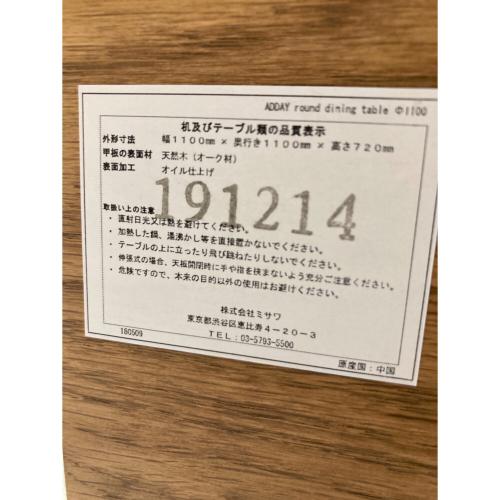 ADDAY round dining table Φ1100
机及びテーブル類の品質表示
外形寸法　幅1100mm × 奥行き1100mm × 高さ720mm
甲板の表面材　天然木（オーク材）
表面加工　オイル仕上げ
191214
取扱い上の注意
・直射日光又は熱を避けてください。
・加熱した鍋、湯沸かし等を直接置かないでください。
・テーブルの上に立ったり飛び跳ねたりしないでください。
・伸張式の場合、天板開閉時に手や指を挟まないよう充分ご注意ください。
・危険ですので、本来の目的以外の使用はお避けください。
株式会社ミサワ
東京都渋谷区恵比寿4-20-3
TEL：03-5793-5500
180509
原産国：中国